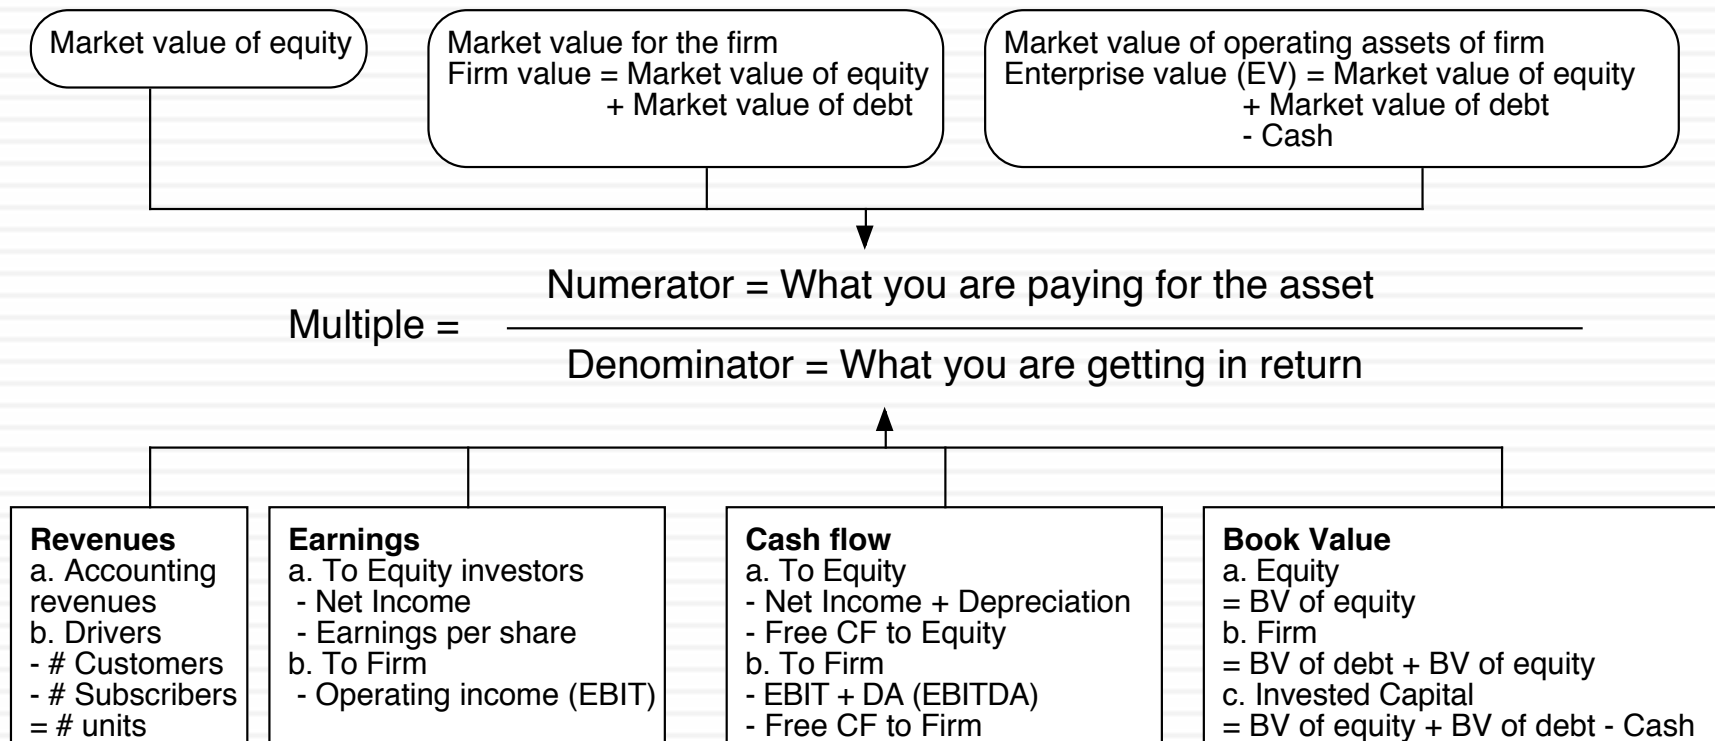 Market value of equity
Market value for the firm
Firm value = Market value of equity
+ Market value of debt
Market value of operating assets of firm
Enterprise value (EV) = Market value of equity
+ Market value of debt
- Cash
Numerator = What you are paying for the asset
Multiple =
Denominator = What you are getting in return
Revenues
a. Accounting
revenues
b. Drivers
- # Customers
- # Subscribers
= # units
Earnings
a. To Equity investors
- Net Income
- Earnings per share
b. To Firm
- Operating income (EBIT)
Cash flow
a. To Equity
- Net Income + Depreciation
- Free CF to Equity
b. To Firm
- EBIT + DA (EBITDA)
- Free CF to Firm
Book Value
a. Equity
= BV of equity
b. Firm
= BV of debt + BV of equity
c. Invested Capital
= BV of equity + BV of debt - Cash